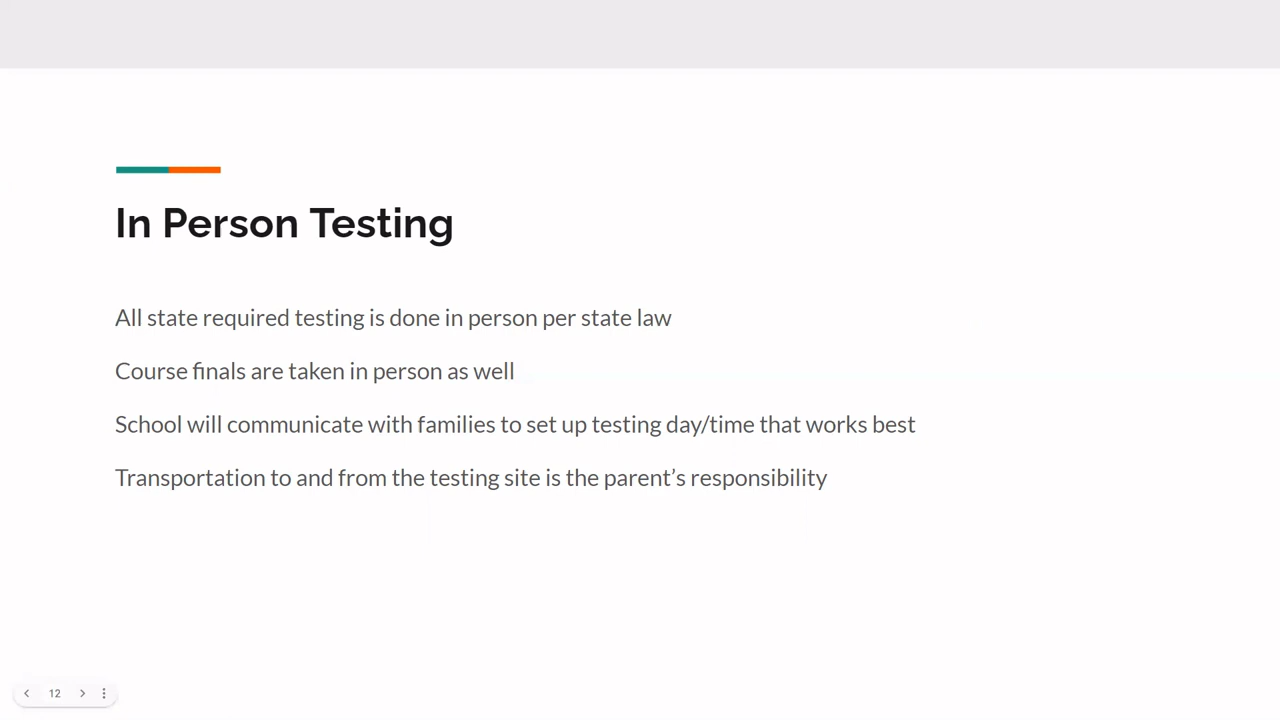 In Person Testing
All state required testing is done in person per state law
Course finals are taken in person as well
School will communicate with families to set up testing day/time that works best
Transportation to and from the testing site is the parent’s responsibility
12